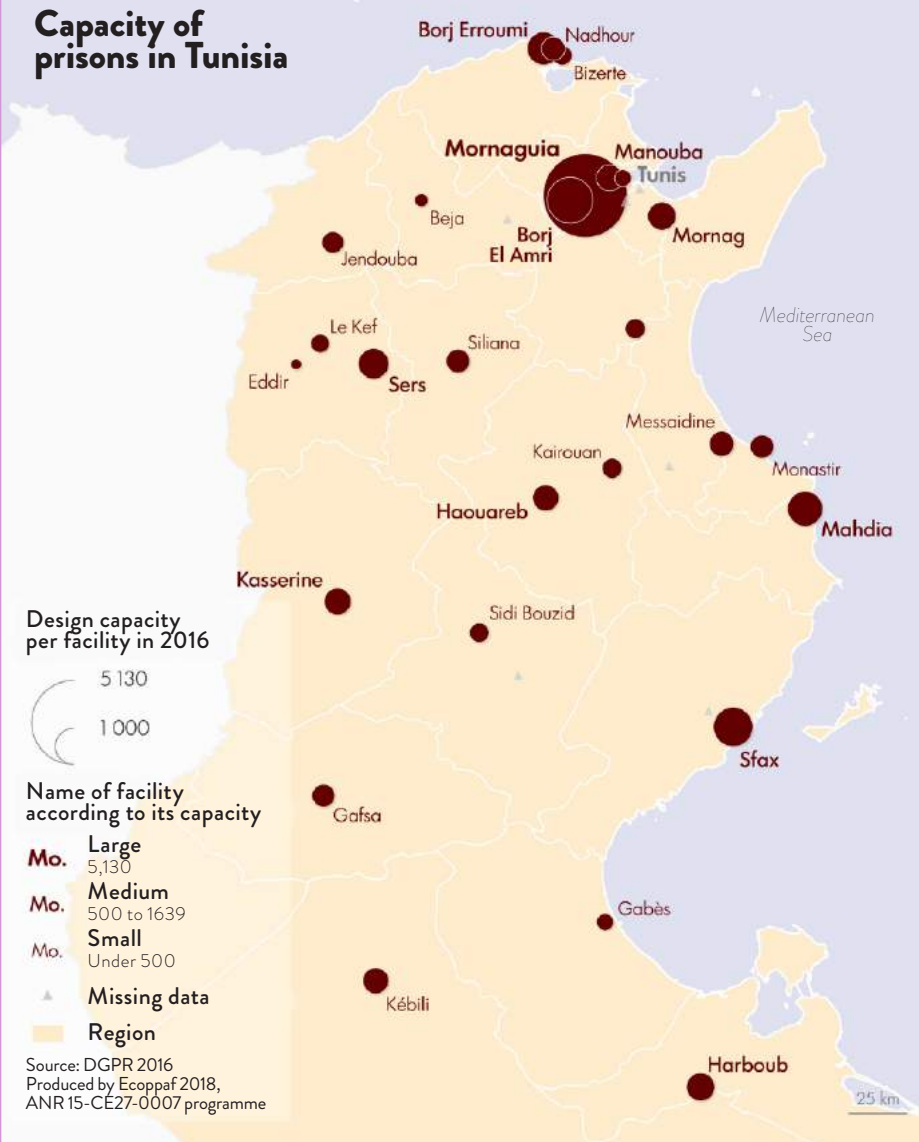 Capacity of
prisons in Tunisia
Borj Erroumi
Nadhour
Bizerte
Mornaguia
Manouba
Tunis
Beja
Borj
El Amri
Mornag
Jendouba
Mediterranean
Sea
Le Kef
Siliana
Eddir
Sers
Messaidine
Kairouan
Monastir
Haouareb
Mahdia
Kasserine
Sidi Bouzid
Design capacity
per facility in 2016
5 130
1 000
Sfax
Name of facility
according to its capacity
Gafsa
Mo. Large
5,130
Mo. Medium
500 to 1639
Mo. Small
Under 500
Missing data
Region
Gabès
Kébili
Harboub
Source: DGPR 2016
Produced by Ecoppaf 2018,
ANR 15-CE27-0007 programme
25 km